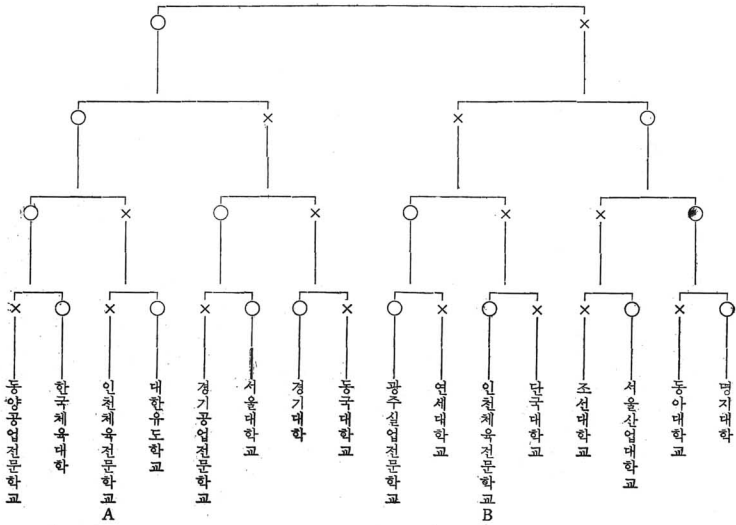 동양공업전문학교
한국체육대학
인천체육전문학교
A
대한유도학교
경기공업전문학교
서울대학교
경기대학
동국대학교
광주실업전문학교
연세대학교
인천체육전문학교
B
단국대학교
조선대학교
서울산업대학교
동아대학교
명지대학